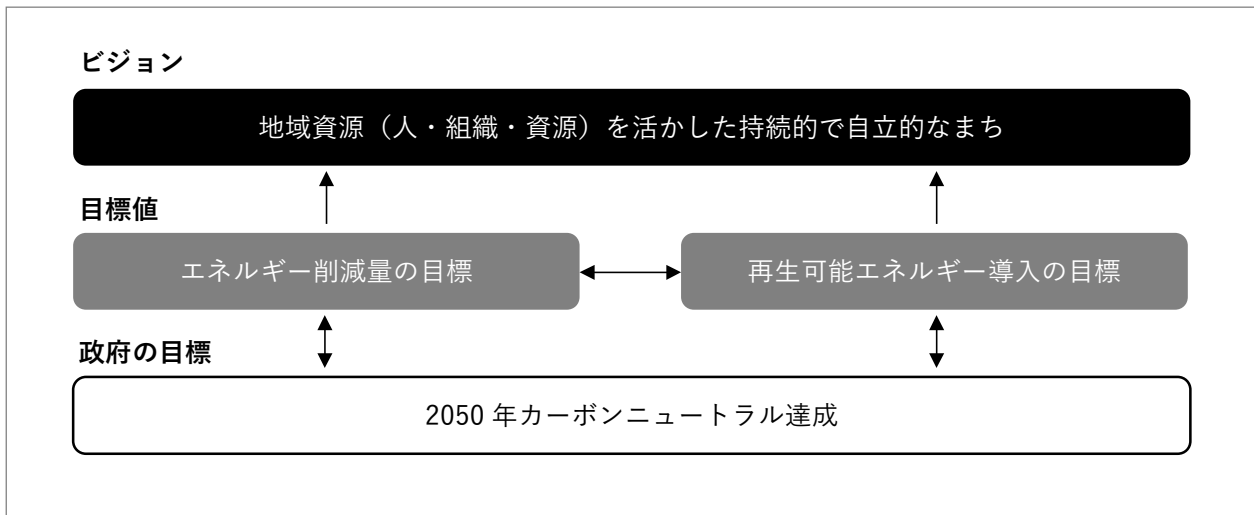 ビジョン
地域資源（人・組織・資源）を活かした持続的で自立的なまち
目標値
エネルギー削減量の目標
再生可能エネルギー導入の目標
政府の目標
2050 年カーボンニュートラル達成